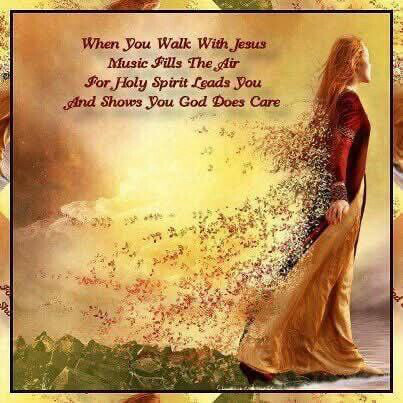 When You Walk With Jesus
Music Fills The Air
For Holy Spirit Leads You
And Shows You God Does Care